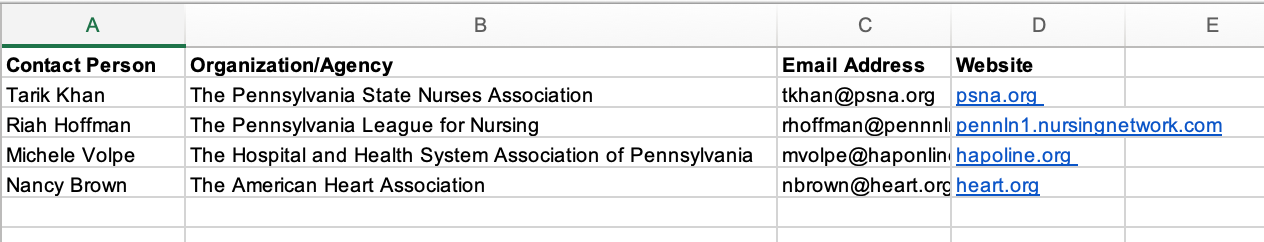 A B C D E
Contact Person Organization/Agency Email Address Website
Tarik Khan The Pennsylvania State Nurses Association tkhan@psna.org psna.org
Riah Hoffman The Pennsylvania League for Nursing rhoffman@pennnl pennln1.nursingnetwork.com
Michele Volpe The Hospital and Health System Association of Pennsylvania mvolpe@haponlin hapoline.org
Nancy Brown The American Heart Association nbrown@heart.org heart.org